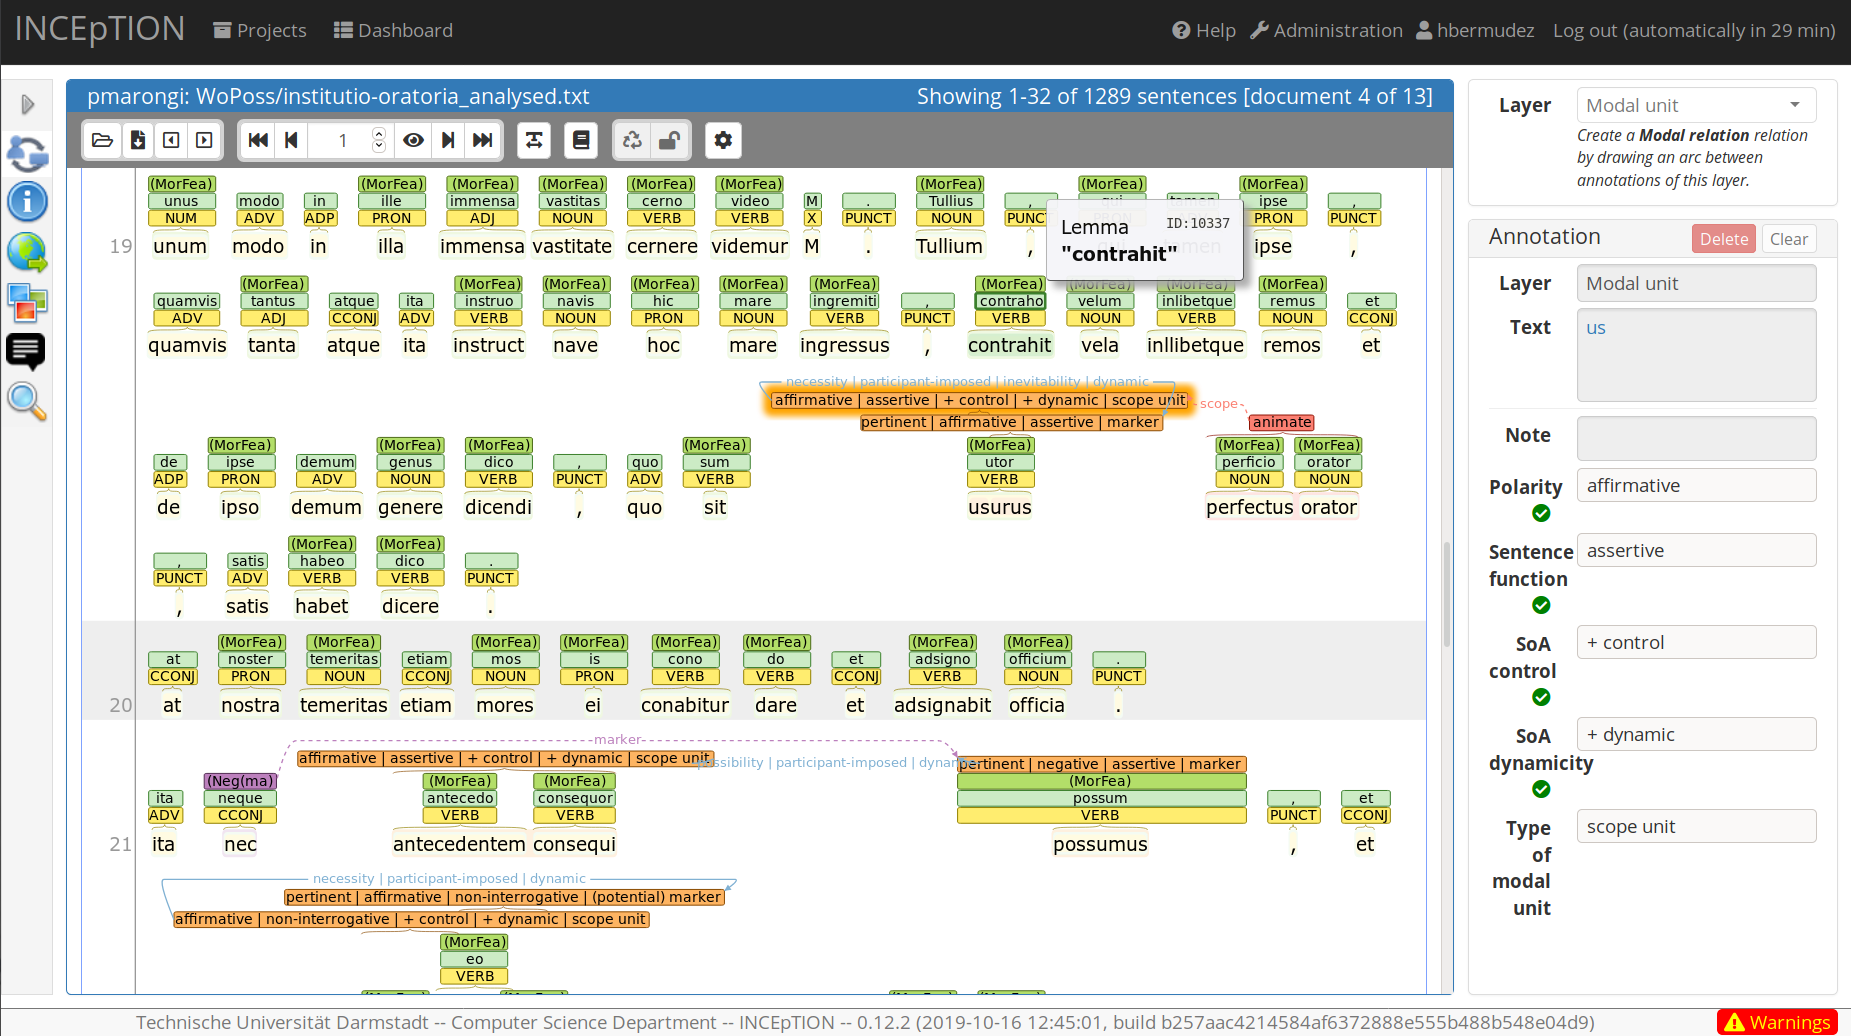 INCEpTION Projects Dashboard Help Administration hbermudez Log out (automatically in 29 min)
pmarongi: WoPoss/institutio-oratoria_analysed.txt Showing 1-32 of 1289 sentences [document 4 of 13]
1
(MorFea) (MorFea) (MorFea) (MorFea) (MorFea) (MorFea) (MorFea) (MorFea) (MorFea)
unus modo in ille immensa vastitas cerno video M . Tullius , ipse ,
NUM ADV ADP PRON ADJ NOUN VERB VERB X PUNCT NOUN PUNCT PRON PUNCT
19 unum modo in illa immensa vastitate cernere videmur M . Tullium , ipse ,
Lemma ID:10337
"contrahit"
(MorFea) (MorFea) (MorFea) (MorFea) (MorFea) (MorFea) (MorFea) (MorFea) (MorFea) (MorFea)
quamvis tantus atque ita instruo navis hic mare ingremiti , contraho velum inlibetque remus et
ADV ADJ CCONJ ADV VERB NOUN PRON NOUN VERB PUNCT VERB NOUN VERB NOUN CCONJ
quamvis tanta atque ita instruct nave hoc mare ingressus , contrahit vela inllibetque remos et
necessity | participant-imposed | inevitability | dynamic
affirmative | assertive | + control | + dynamic | scope unit scope
pertinent | affirmative | assertive | marker animate
(MorFea) (MorFea) (MorFea) (MorFea) (MorFea) (MorFea) (MorFea)
de ipse demum genus dico , quo sum utor perficio orator
ADP PRON ADV NOUN VERB PUNCT ADV VERB VERB NOUN NOUN
de ipso demum genere dicendi , quo sit usurus perfectus orator
(MorFea) (MorFea)
, satis habeo dico .
PUNCT ADV VERB VERB PUNCT
, satis habet dicere .
(MorFea) (MorFea) (MorFea) (MorFea) (MorFea) (MorFea) (MorFea) (MorFea)
at noster temeritas etiam mos is cono do et adsigno officium .
CCONJ PRON NOUN CCONJ NOUN PRON VERB VERB CCONJ VERB NOUN PUNCT
20 at nostra temeritas etiam mores ei conabitur dare et adsignabit officia .
marker
affirmative | assertive | + control | + dynamic | scope unit possibility | participant-imposed | dynamic pertinent | negative | assertive | marker
(Neg(ma) (MorFea) (MorFea) (MorFea)
ita neque antecedo consequor possum , et
ADV CCONJ VERB VERB VERB PUNCT CCONJ
21 ita nec antecedentem consequi possumus , et
necessity | participant-imposed | dynamic
pertinent | affirmative | non-interrogative | (potential) marker
affirmative | non-interrogative | + control | + dynamic | scope unit
(MorFea)
eo
VERB
Layer Modal unit
Create a Modal relation relation
by drawing an arc between
annotations of this layer.
Annotation Delete Clear
Layer Modal unit
Text us
Note
Polarity affirmative
Sentence function assertive
SoA control + control
SoA dynamicity + dynamic
Type of modal unit scope unit
Technische Universität Darmstadt -- Computer Science Department -- INCEpTION -- 0.12.2 (2019-10-16 12:45:01, build b257aac4214584af6372888e555b488b548e04d9) Warnings